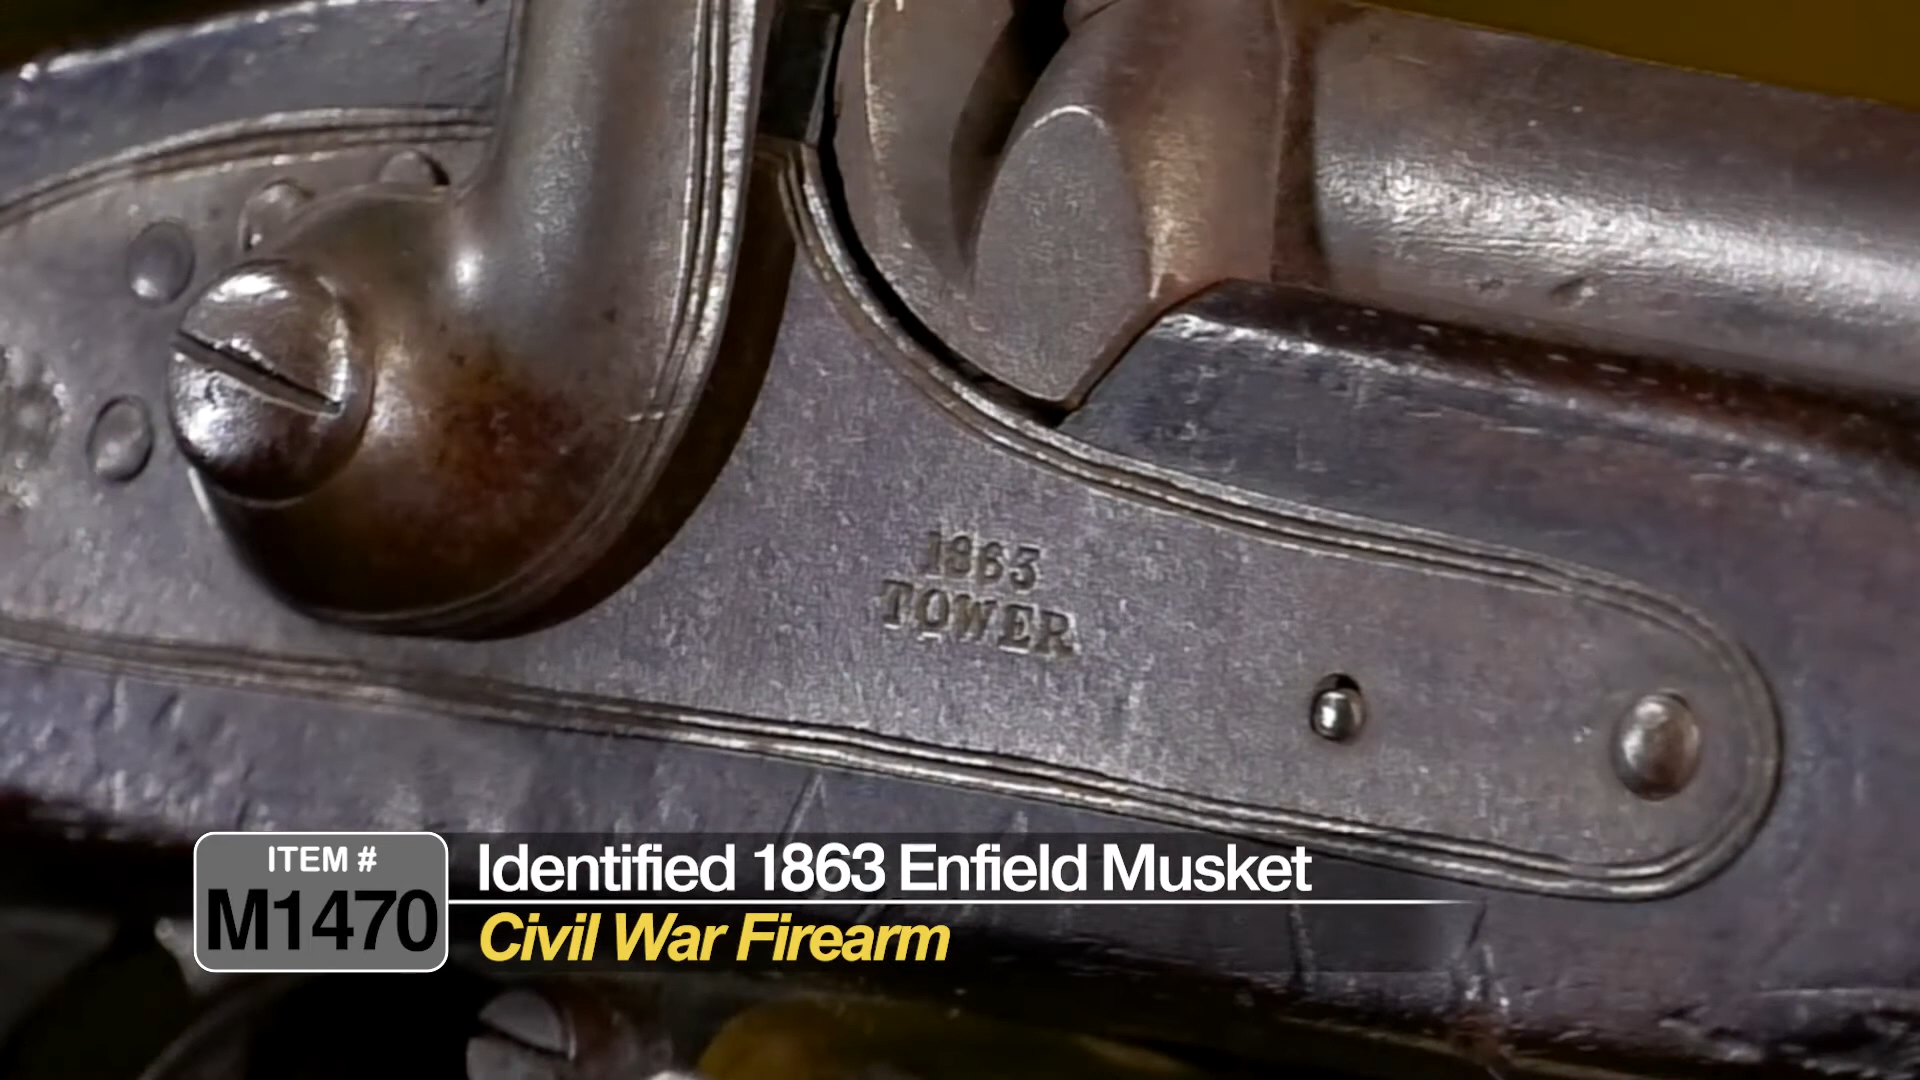 1863
TOWER
ITEM #
M1470
Identified 1863 Enfield Musket
Civil War Firearm